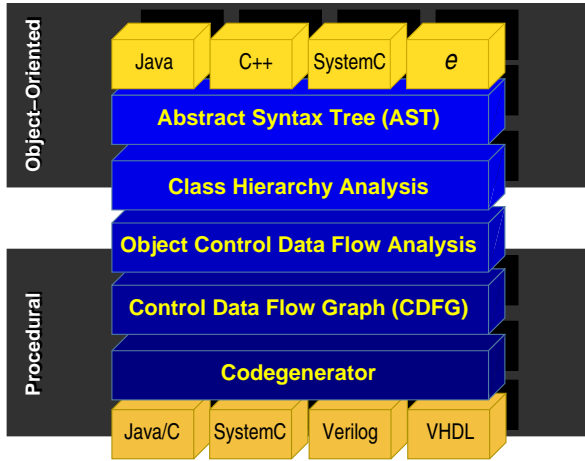 Object-Oriented
Java
C++
SystemC
e
Abstract Syntax Tree (AST)
Class Hierarchy Analysis
Object Control Data Flow Analysis
Procedural
Control Data Flow Graph (CDFG)
Codegenerator
Java/C
SystemC
Verilog
VHDL